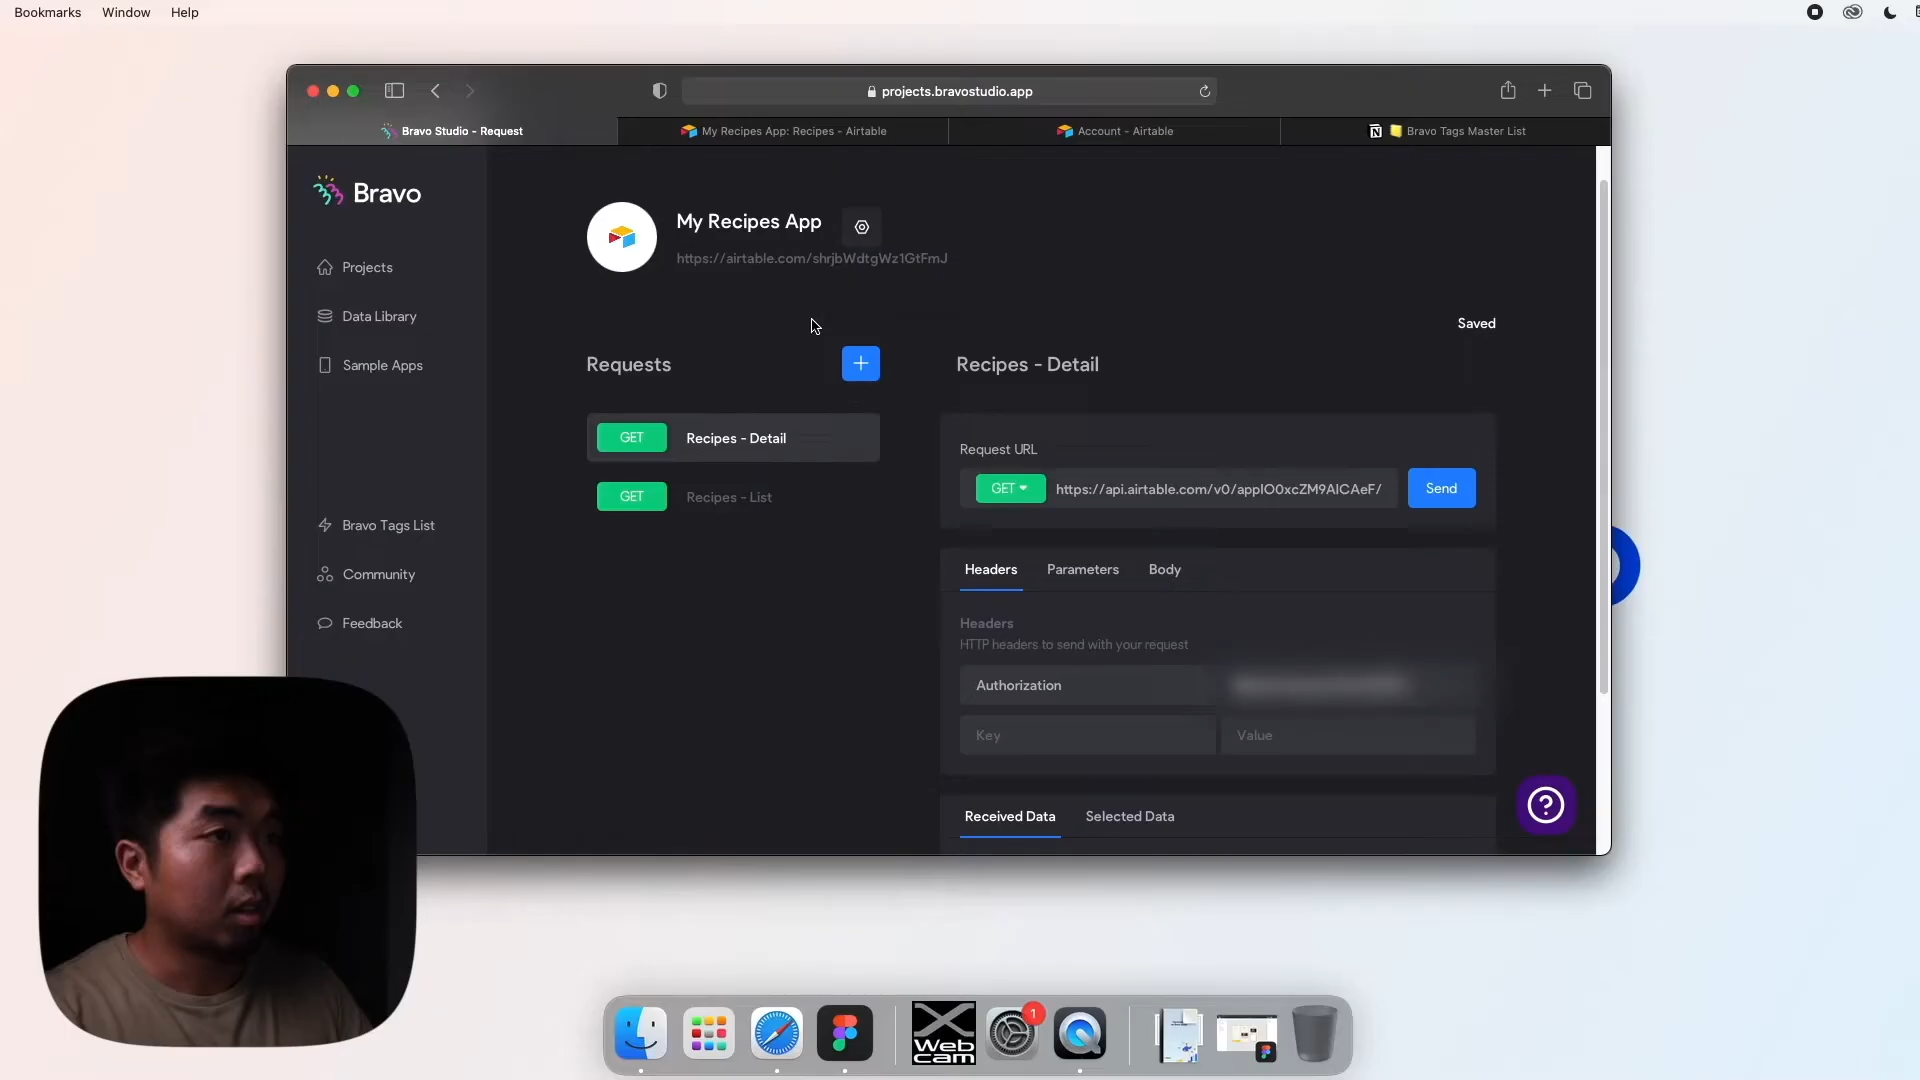 Bookmarks Window Help
projects.bravostudio.app
Bravo Studio - Request
My Recipes App: Recipes - Airtable
Account - Airtable
Bravo Tags Master List
Bravo
Projects
Data Library
Sample Apps
Bravo Tags List
Community
Feedback
My Recipes App
https://airtable.com/shrjbWdtgWz1GtFmJ
Saved
Requests
+
GET Recipes - Detail
GET Recipes - List
Recipes - Detail
Request URL
GET https://api.airtable.com/v0/applO0xcZM9AlCAeF/ Send
Headers Parameters Body
Headers
HTTP headers to send with your request
Authorization
Key Value
Received Data Selected Data
?
1
Web
cam